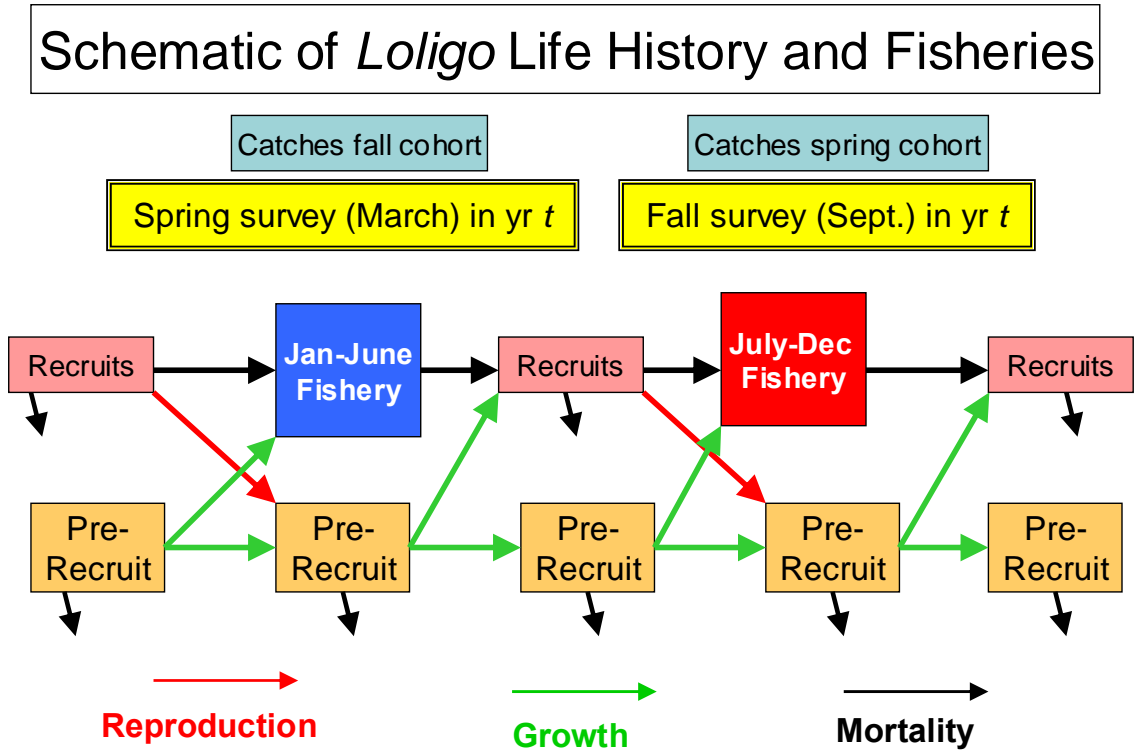 Schematic of Loligo Life History and Fisheries
Catches fall cohort
Catches spring cohort
Spring survey (March) in yr t
Fall survey (Sept.) in yr t
Recruits
Jan-June
Fishery
Recruits
July-Dec
Fishery
Recruits
Pre-
Recruit
Pre-
Recruit
Pre-
Recruit
Pre-
Recruit
Pre-
Recruit
Reproduction
Growth
Mortality